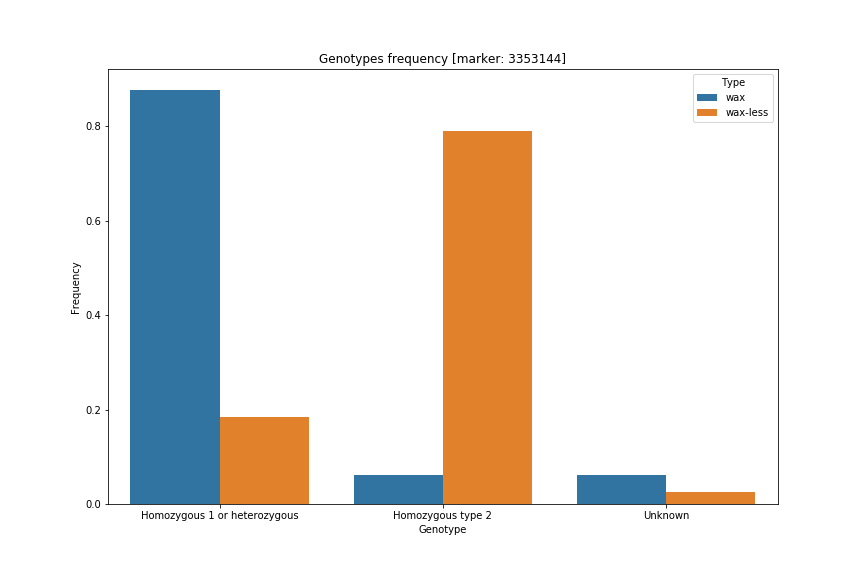 Genotypes frequency [marker: 3353144]
Type
wax
wax-less
Frequency
0.8
0.6
0.4
0.2
0.0
Homozygous 1 or heterozygous
Homozygous type 2
Unknown
Genotype